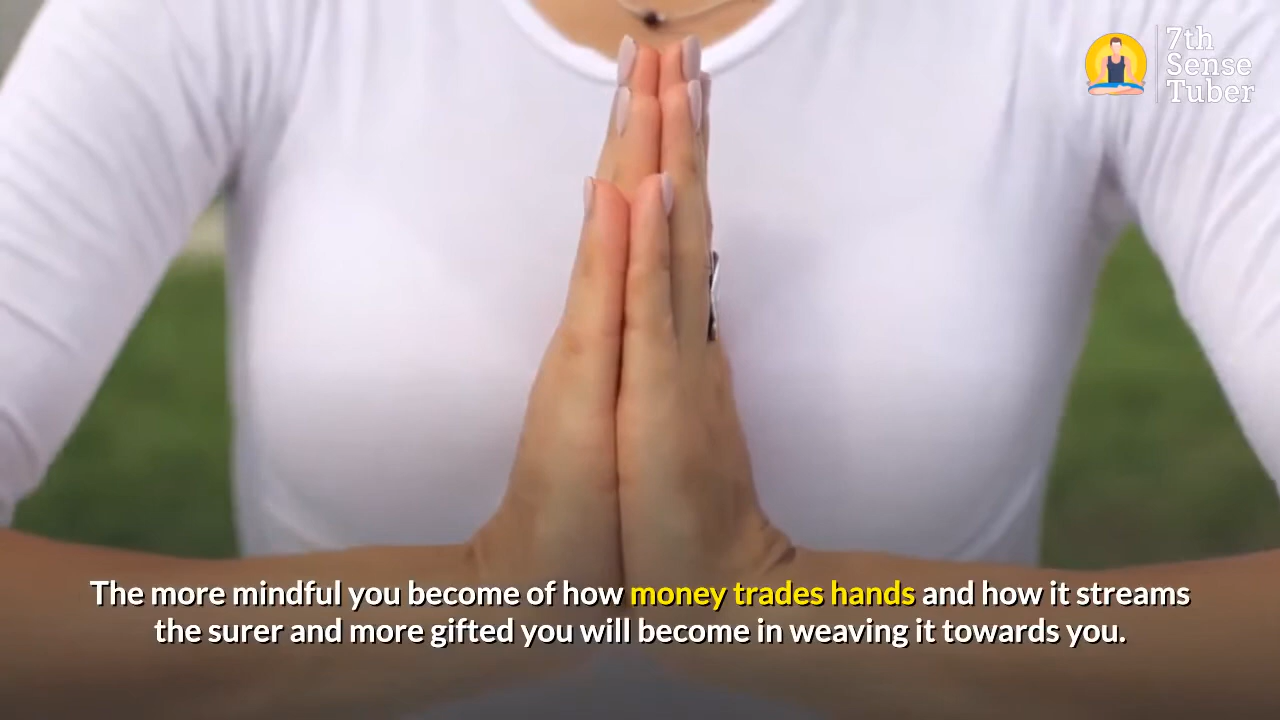 7th
Sense
Tuber
The more mindful you become of how money trades hands and how it streams
the surer and more gifted you will become in weaving it towards you.